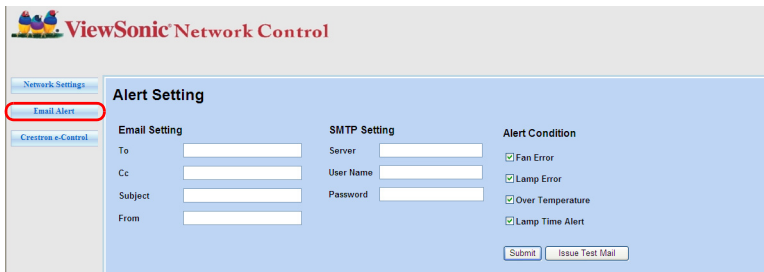 ViewSonic® Network Control
Network Settings
Email Alert
Crestron e-Control
Alert Setting
Email Setting
To
Cc
Subject
From
SMTP Setting
Server
User Name
Password
Alert Condition
Fan Error
Lamp Error
Over Temperature
Lamp Time Alert
Submit
Issue Test Mail